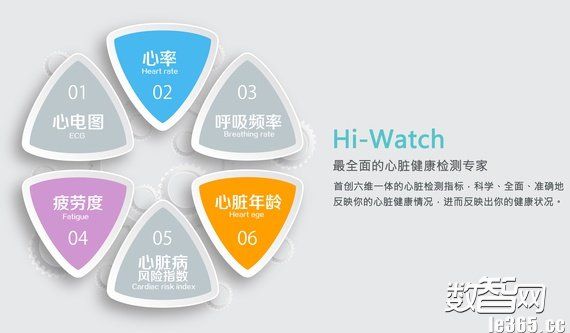 01
心电图
ECG
心率
Heart rate
02
03
呼吸频率
Breathing rate
疲劳度
Fatigue
04
05
心脏病
风险指数
Cardiac risk index
心脏年龄
Heart ege
06
Hi-Watch
最全面的心脏健康检测专家
首创六维一体的心脏检测指标，科学、全面、准确地
反映你的心脏健康情况，进而反映出你的健康状况。
数智网
le365.cc